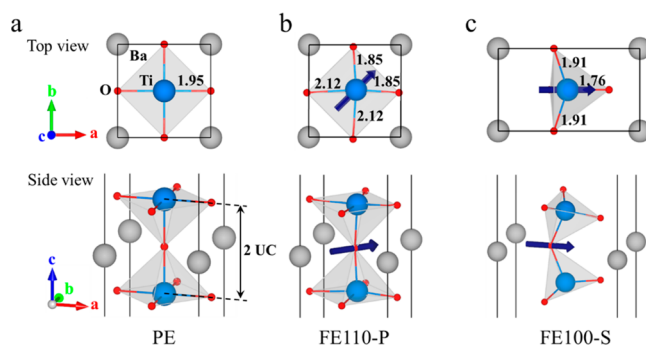 a
b
c
Top view
Ba
Ti
1.95
O
b
c
a
1.85
2.12
1.85
2.12
1.91
1.76
1.91
Side view
2 UC
c
b
a
PE
FE110-P
FE100-S